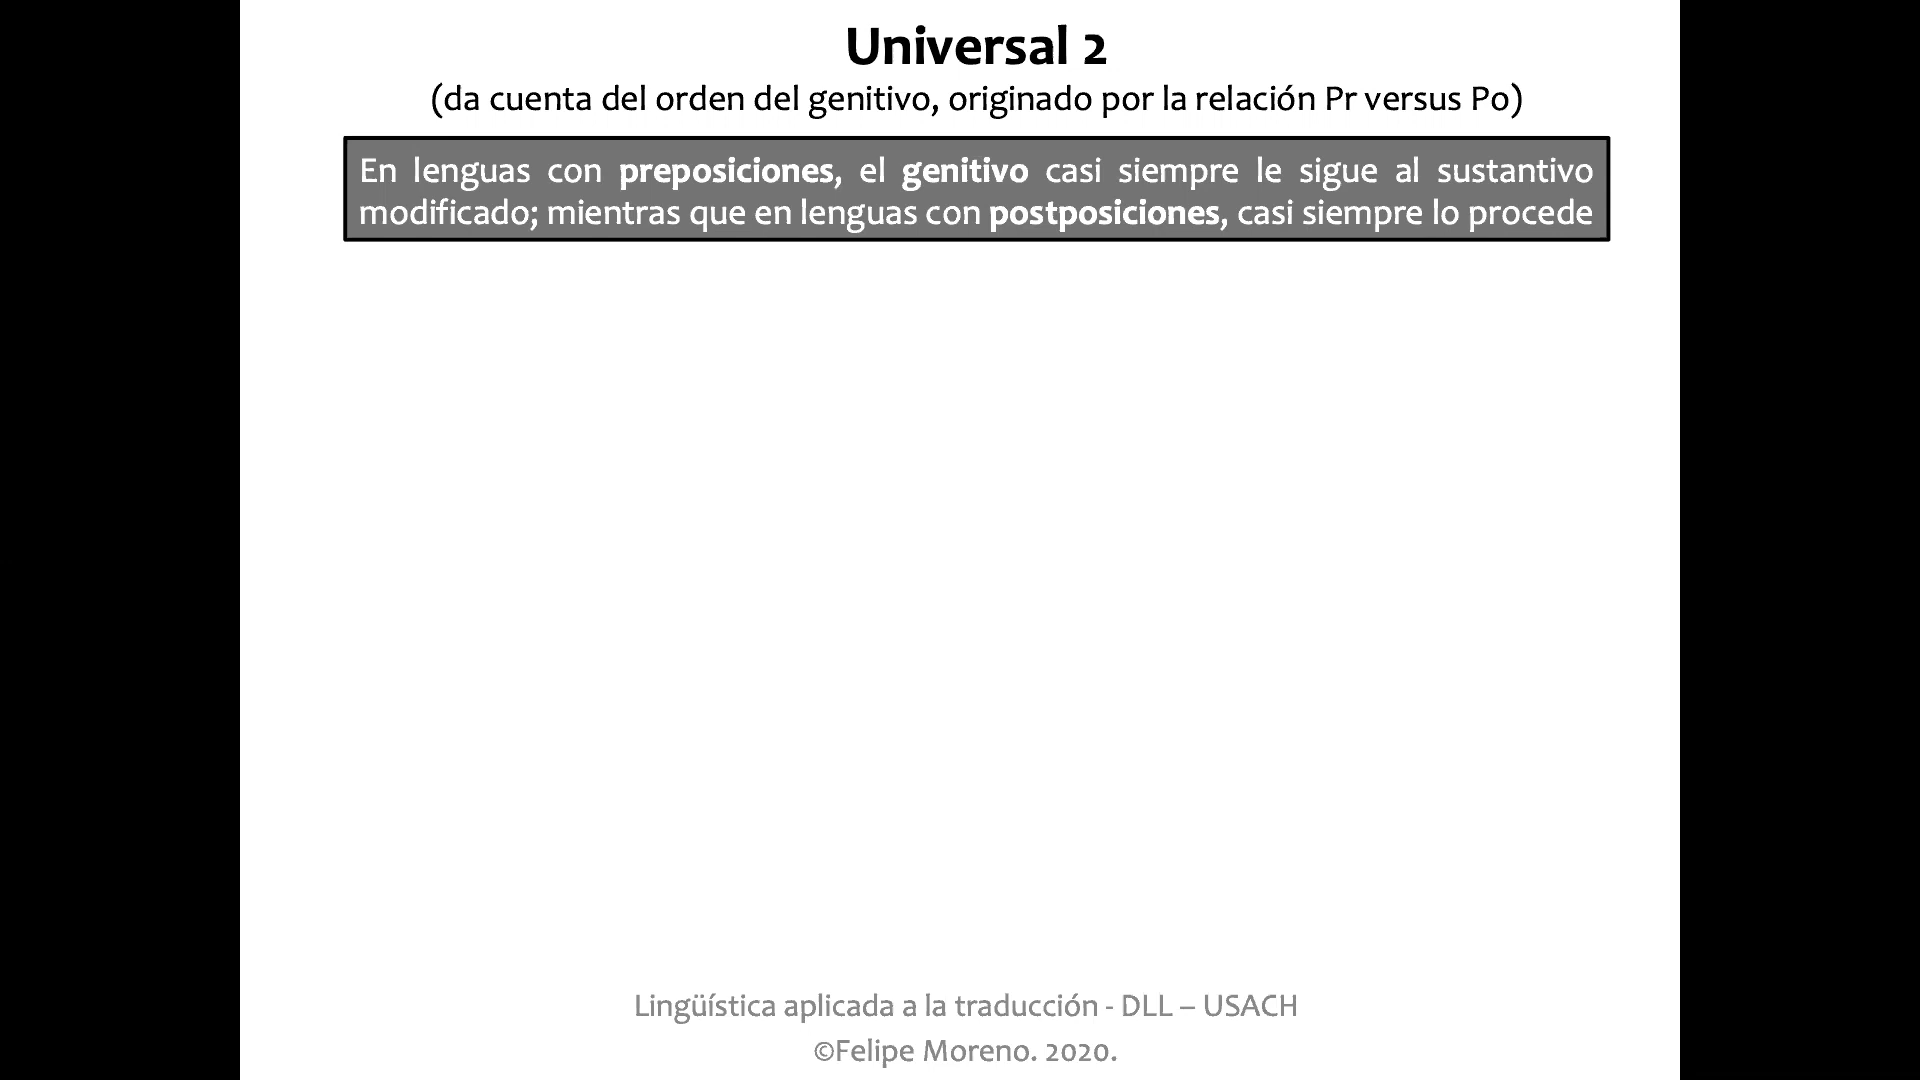 Universal 2
(da cuenta del orden del genitivo, originado por la relación Pr versus Po)
En lenguas con preposiciones, el genitivo casi siempre le sigue al sustantivo
modificado; mientras que en lenguas con postposiciones, casi siempre lo procede
Lingüística aplicada a la traducción - DLL – USACH
©Felipe Moreno. 2020.